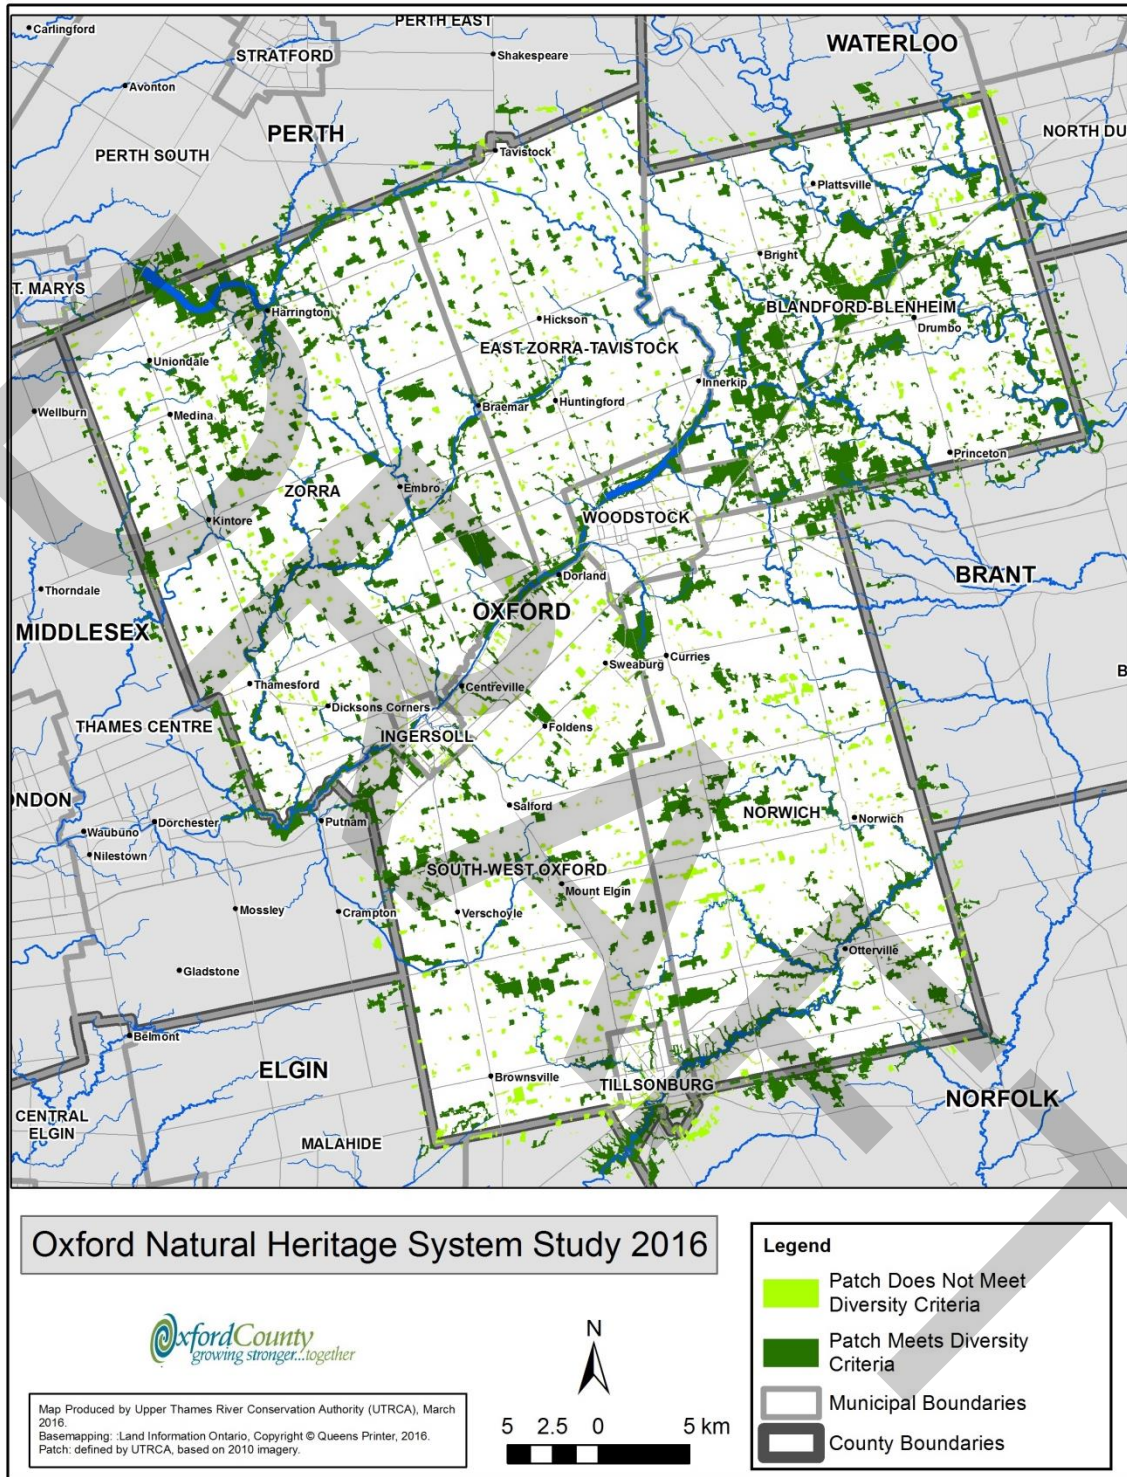 PERTH EAST
Carlingford
WATERLOO
STRATFORD
Shakespeare
Avonton
PERTH
NORTH DU
PERTH SOUTH
Tavistock
Plattsville
Bright
T. MARYS
BLANDFORD-BLENHEIM
Harrington
Hickson
Drumbo
EAST ZORRA-TAVISTOCK
Uniondale
Innerkip
Wellburn
Medina
Braemar
Huntingford
Princeton
ZORRA
Embro
WOODSTOCK
Kintore
Dorland
BRANT
Thorndale
OXFORD
MIDDLESEX
Sweaburg
Curries
B
Thamesford
Centreville
Dicksons Corners
THAMES CENTRE
Foldens
INGERSOLL
ONDON
Salford
NORWICH
Norwich
Dorchester
Putnam
Waubuno
Nilestown
SOUTH-WEST OXFORD
Mount Elgin
Mossley
Crampton
Verschoyle
Otterville
Gladstone
Belmont
ELGIN
Brownsville
TILLSONBURG
NORFOLK
CENTRAL
ELGIN
MALAHIDE
DRAFT
Oxford Natural Heritage System Study 2016
OxfordCounty
growing stronger...together
Map Produced by Upper Thames River Conservation Authority (UTRCA), March
2016.
Basemapping: :Land Information Ontario, Copyright © Queens Printer, 2016.
Patch: defined by UTRCA, based on 2010 imagery.
N
5 2.5 0 5 km
Legend
Patch Does Not Meet
Diversity Criteria
Patch Meets Diversity
Criteria
Municipal Boundaries
County Boundaries